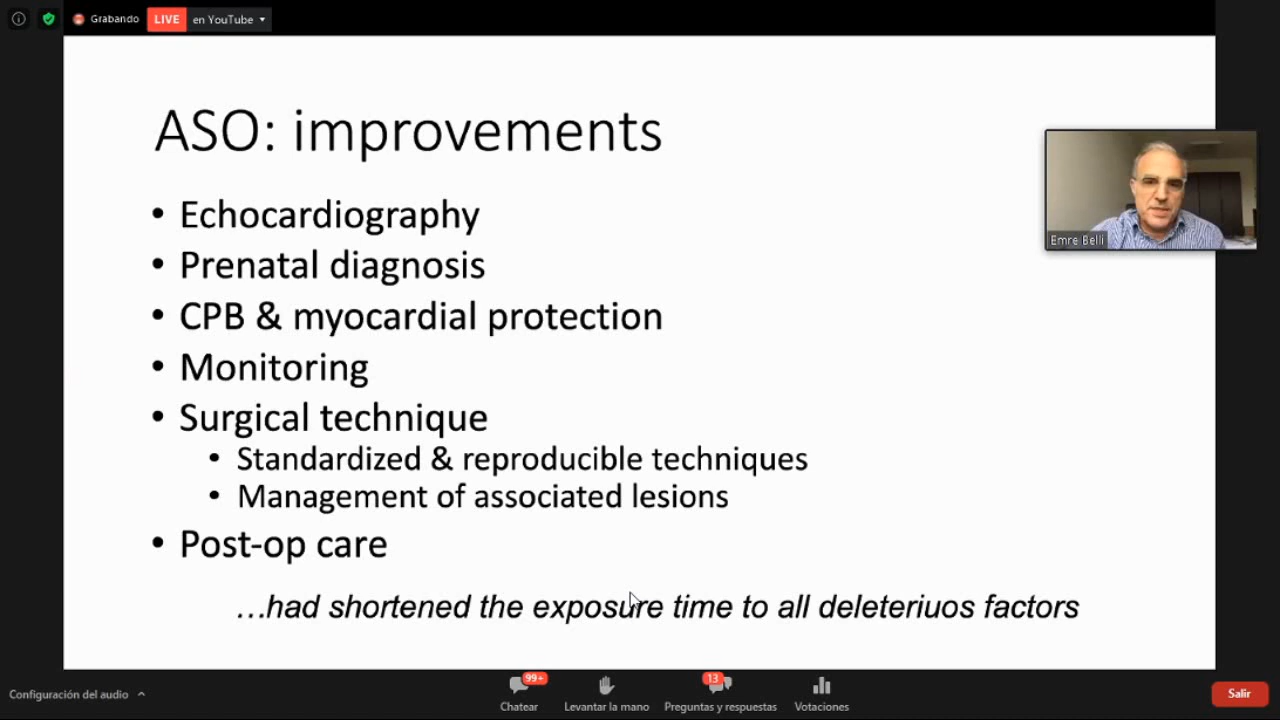 Grabando LIVE en YouTube
ASO: improvements
• Echocardiography
• Prenatal diagnosis
• CPB & myocardial protection
• Monitoring
• Surgical technique
• Standardized & reproducible techniques
• Management of associated lesions
• Post-op care
...had shortened the exposure time to all deleteriuos factors
Emre Belli
Configuración del audio
99+
Chatear
Levantar la mano
13
Preguntas y respuestas
Votaciones
Salir